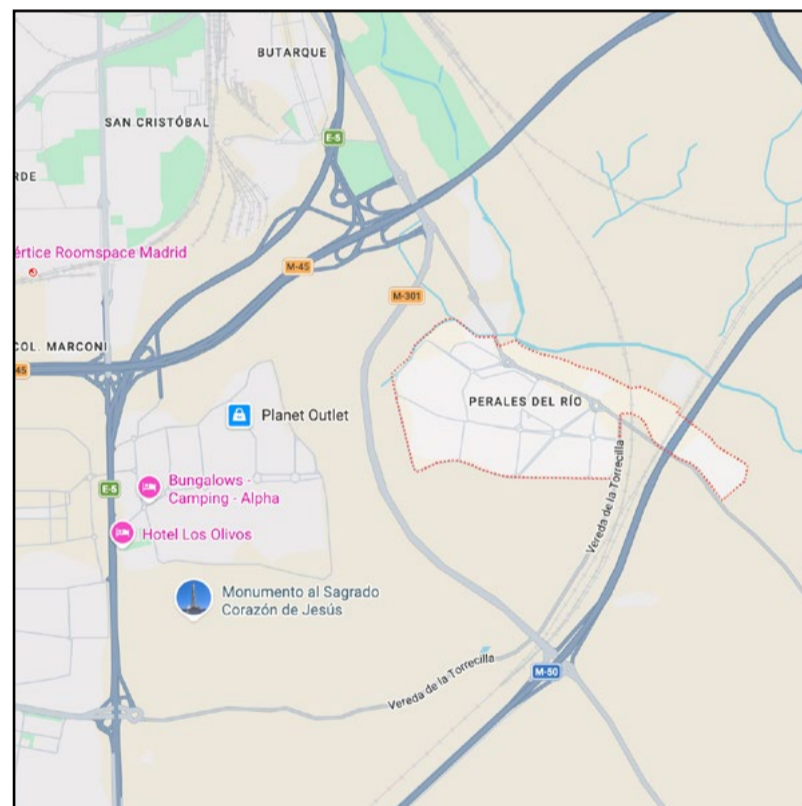 BUTARQUE
SAN CRISTÓBAL
E-5
RDE
értice Roomspace Madrid
M-45
M-301
COL. MARCONI
45
PERALES DEL RÍO
Planet Outlet
Bungalows -
Camping - Alpha
E-5
Hotel Los Olivos
Vereda de la Torrecilla
Monumento al Sagrado
Corazón de Jesús
Vereda de la Torrecilla
M-50